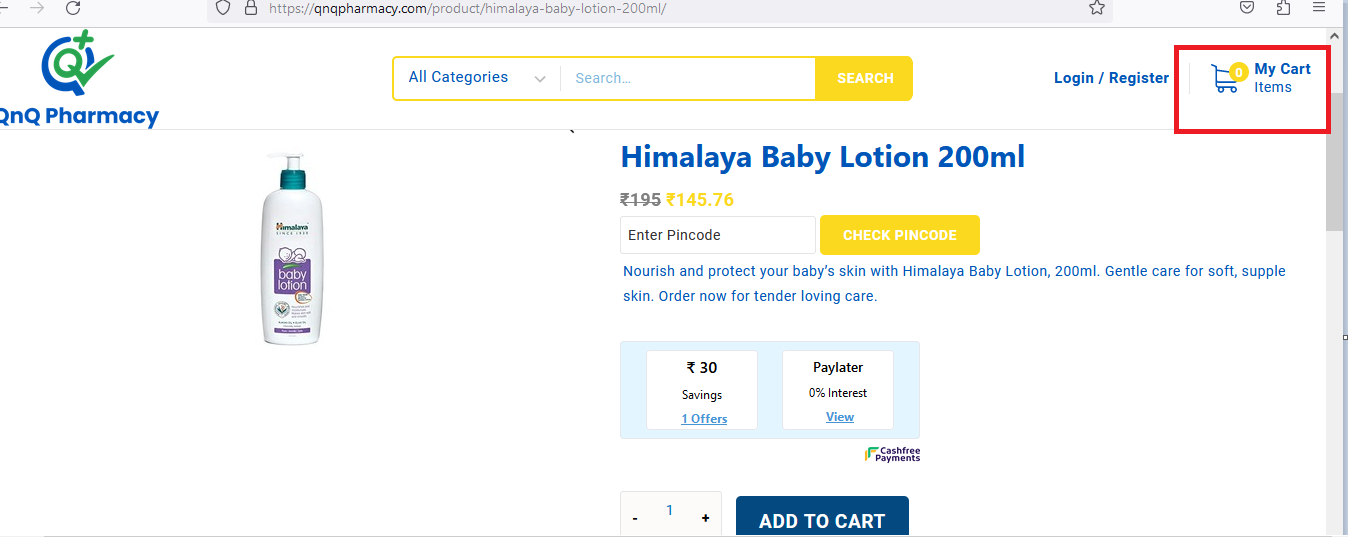 https://qnqpharmacy.com/product/himalaya-baby-lotion-200ml/
QnQ Pharmacy
All Categories
Search...
SEARCH
Login / Register
0
My Cart
Items
Himalaya Baby Lotion 200ml
₹195 ₹145.76
Enter Pincode
CHECK PINCODE
Nourish and protect your baby’s skin with Himalaya Baby Lotion, 200ml. Gentle care for soft, supple
skin. Order now for tender loving care.
Himalaya
SINCE 1930
baby
lotion
₹ 30
Savings
1 Offers
Paylater
0% Interest
View
Cashfree
Payments
- 1 +
ADD TO CART